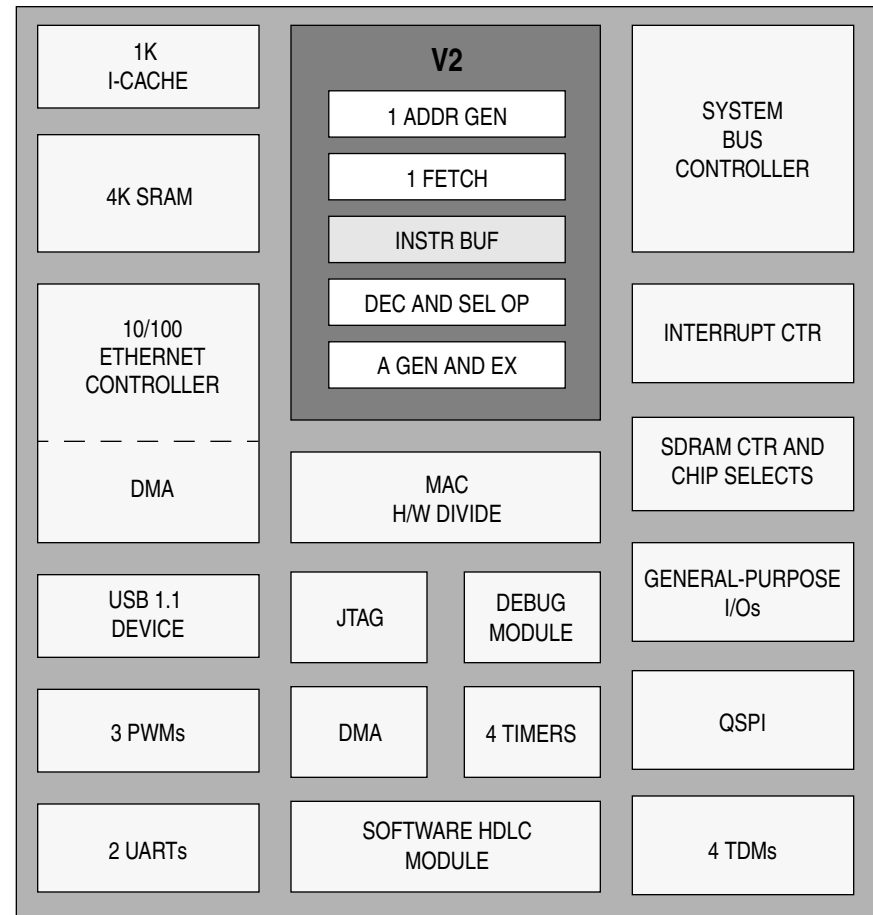 1K
I-CACHE
4K SRAM
10/100
ETHERNET
CONTROLLER
DMA
USB 1.1
DEVICE
3 PWMs
2 UARTs
V2
1 ADDR GEN
1 FETCH
INSTR BUF
DEC AND SEL OP
A GEN AND EX
MAC
H/W DIVIDE
JTAG
DEBUG
MODULE
DMA
4 TIMERS
SOFTWARE HDLC
MODULE
SYSTEM
BUS
CONTROLLER
INTERRUPT CTR
SDRAM CTR AND
CHIP SELECTS
GENERAL-PURPOSE
I/Os
QSPI
4 TDMs